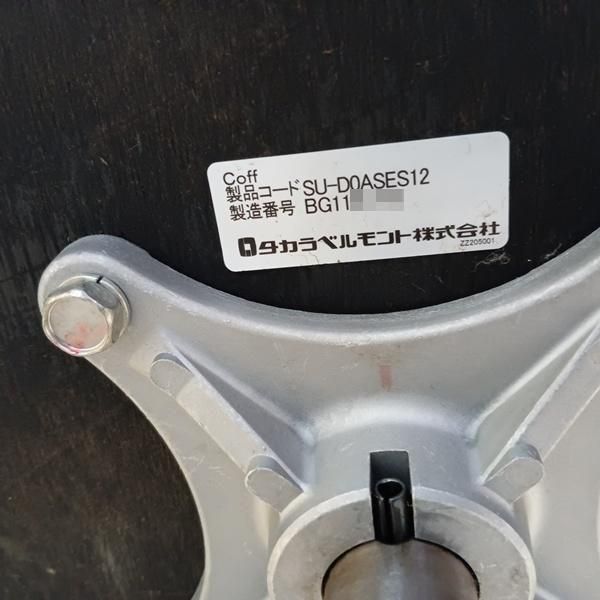 Coff
製品コード SU-D0ASES12
製造番号 BG11
タカラベルモント株式会社
ZZ205001